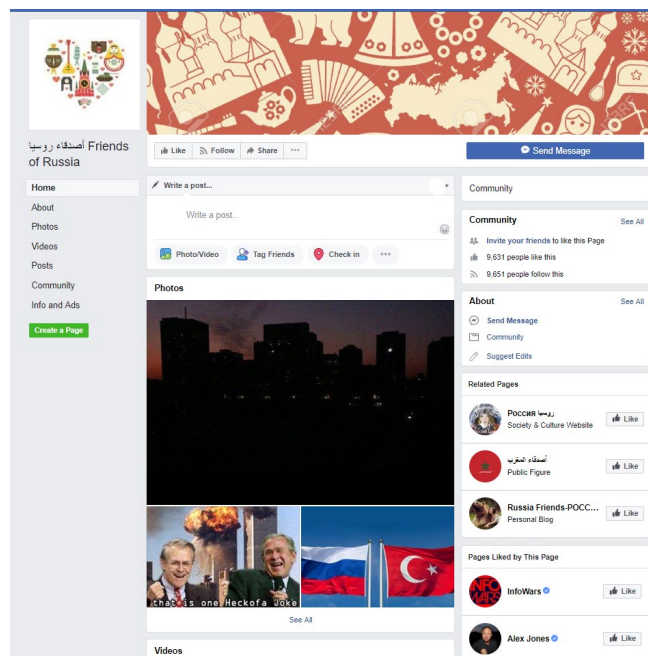 أصدقاء روسيا Friends
of Russia
Like
Follow
Share
Send Message
Home
About
Photos
Videos
Posts
Community
Info and Ads
Create a Page
Write a post...
Write a post...
Photo/Video
Tag Friends
Check in
Photos
that is one Heckofa Joke
See All
Videos
Community
Community
See All
Invite your friends to like this Page
9,631 people like this
9,651 people follow this
About
See All
Send Message
Community
Suggest Edits
Related Pages
Россия روسيا
Society & Culture Website
Like
أصدقاء المغرب
Public Figure
Like
Russia Friends-РОСС...
Personal Blog
Like
Pages Liked by This Page
INFO
WARS
InfoWars
Like
Alex Jones
Like